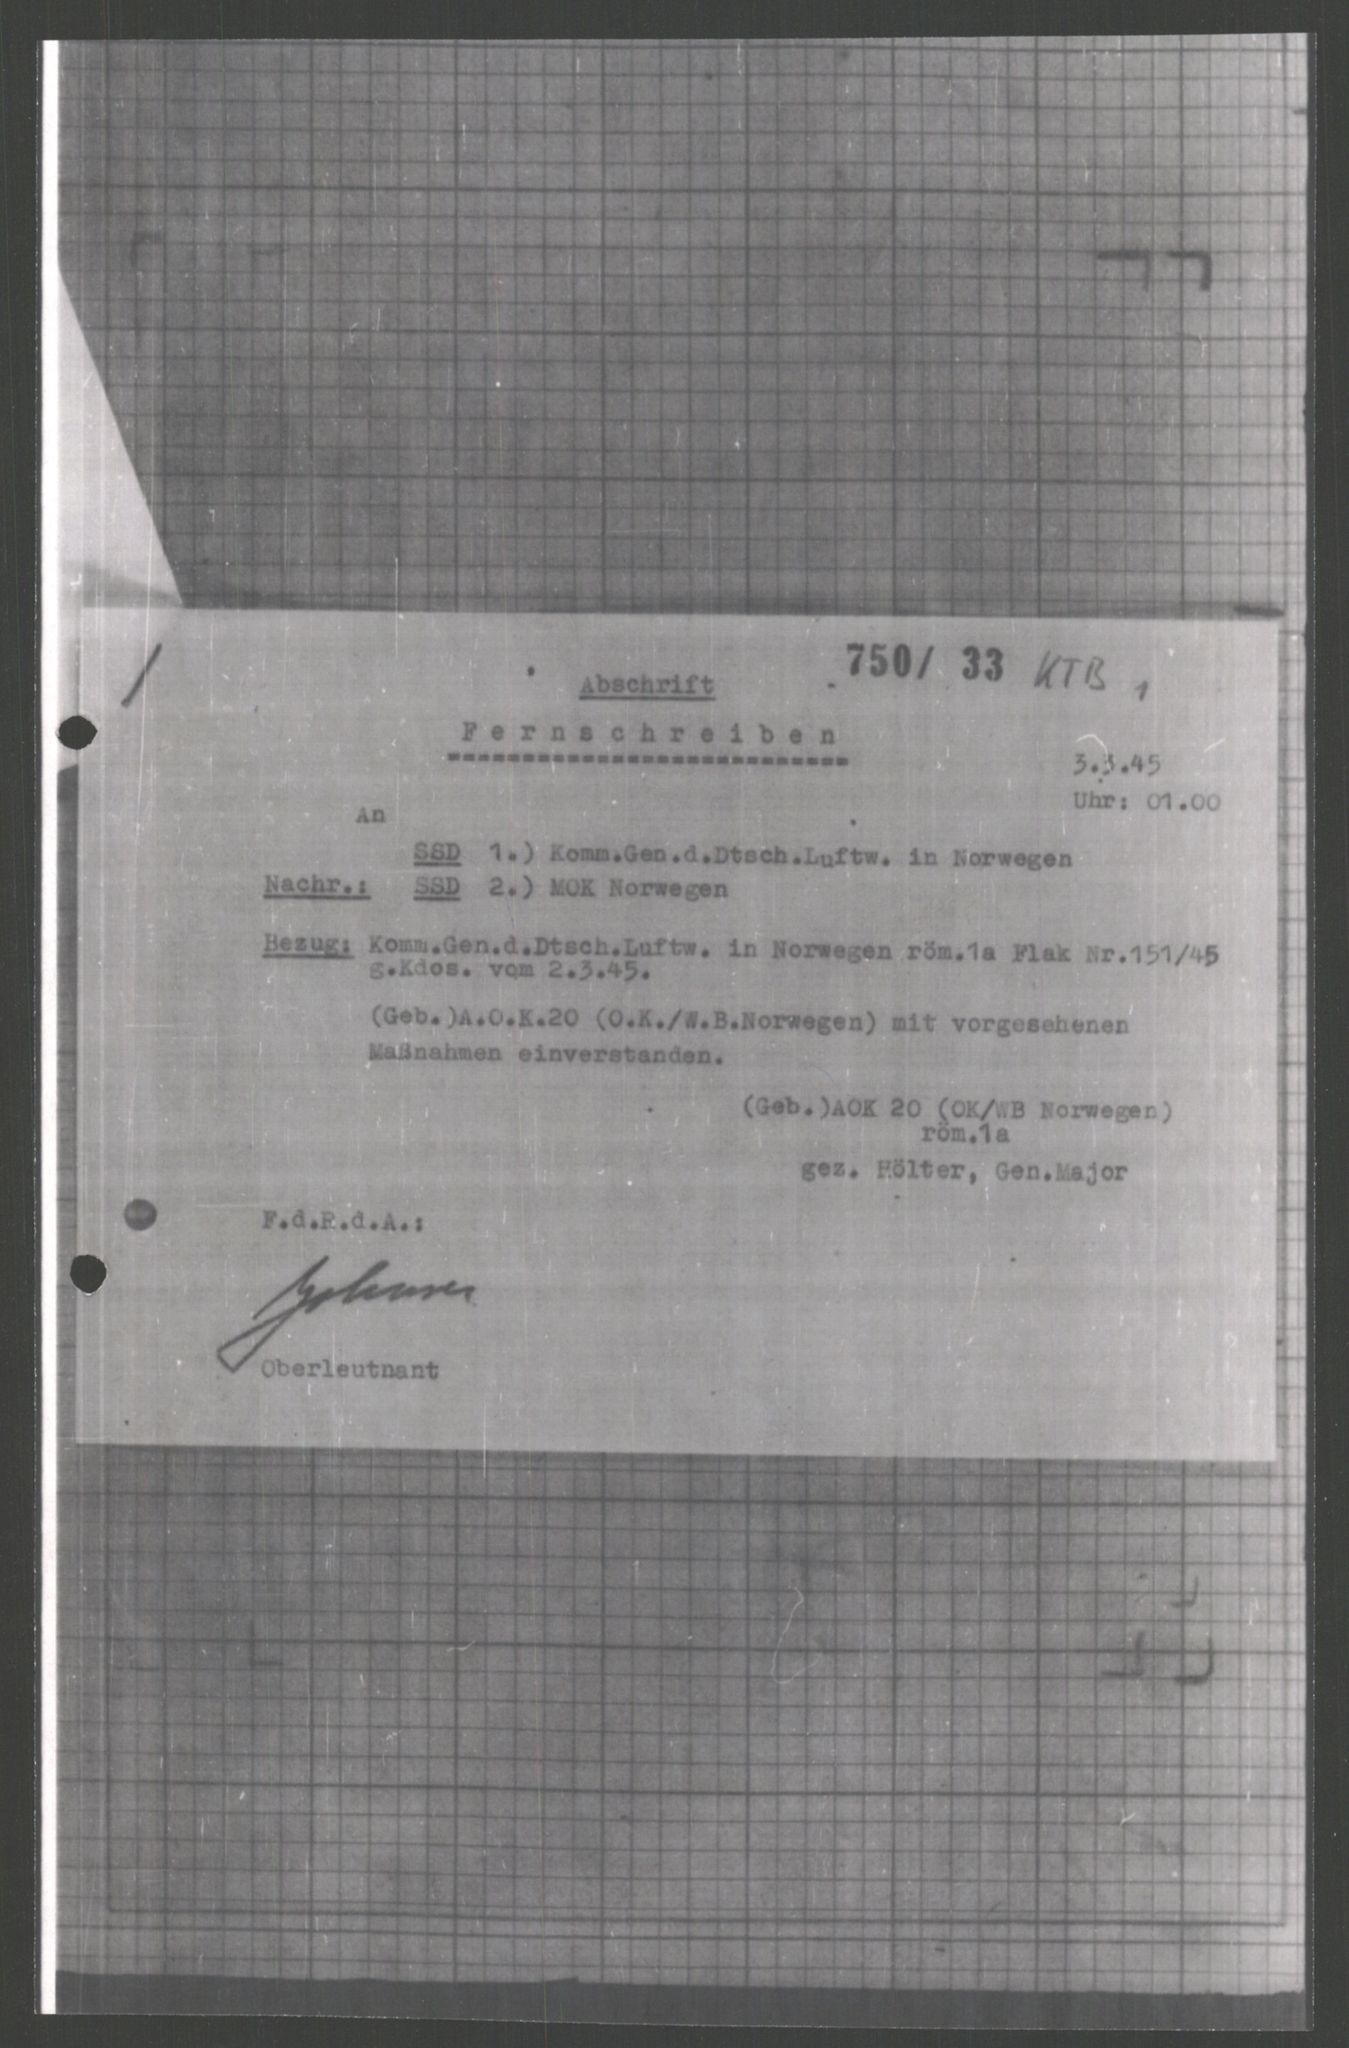 750/ 33 KTB
Abschrift
Fernschreiben
3.3.45
Uhr: 01.00
An
SSD 1.) Komm.Gen.d.Dtsch.Luftw. in Norwegen
Nachr.: SSD 2.) MOK Norwegen
Bezug: Komm.Gen.d.Dtsch.Luftw. in Norwegen röm.1a Flak Nr.151/45
g.Kdos. vom 2.3.45.
(Geb.)A.O.K.20 (O.K./W.B.Norwegen) mit vorgesehenen
Maßnahmen einverstanden.
(Geb.)AOK 20 (OK/WB Norwegen)
röm.1a
gez. Hölter, Gen.Major
F.d.R.d.A.:
Oberleutnant